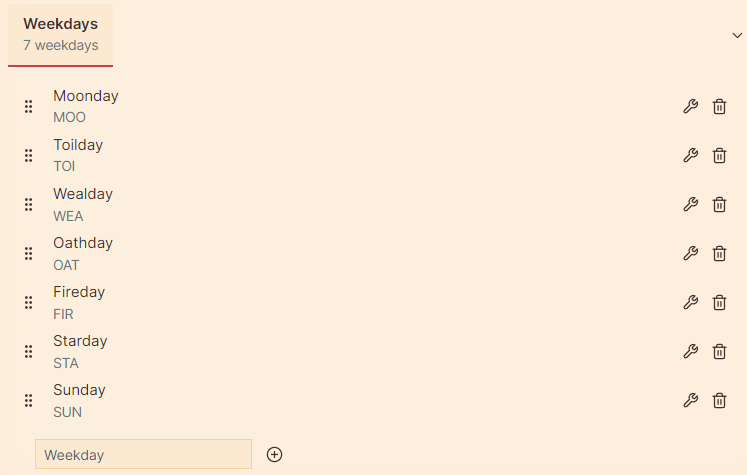 Weekdays
7 weekdays
Moonday
MOO
Toilday
TOI
Wealday
WEA
Oathday
OAT
Fireday
FIR
Starday
STA
Sunday
SUN
Weekday